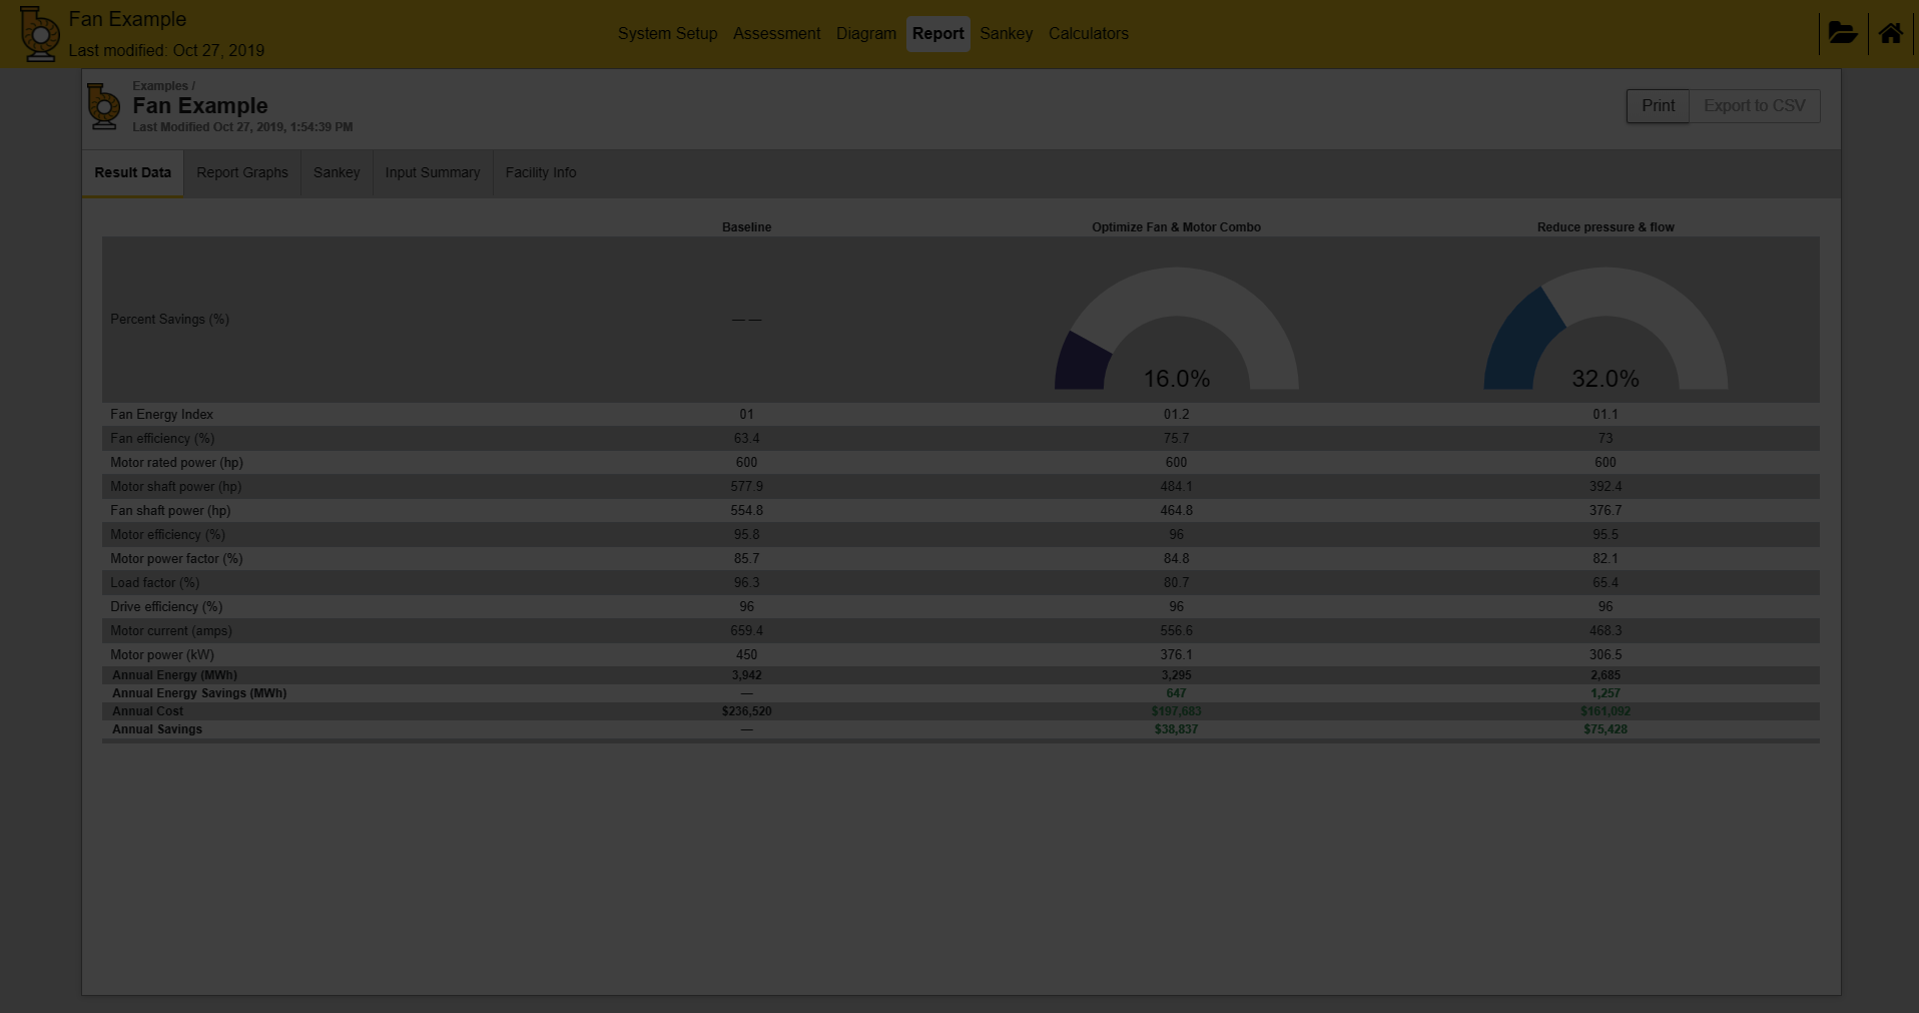 Fan Example
Last modified: Oct 27, 2019
System Setup Assessment Diagram Report Sankey Calculators
Examples /
Fan Example
Last Modified Oct 27, 2019, 1:54:39 PM
Print Export to CSV
Result Data Report Graphs Sankey Input Summary Facility Info
Baseline Optimize Fan & Motor Combo Reduce pressure & flow
Percent Savings (%) — — 16.0% 32.0%
Fan Energy Index 01 01.2 01.1
Fan efficiency (%) 63.4 75.7 73
Motor rated power (hp) 600 600 600
Motor shaft power (hp) 577.9 484.1 392.4
Fan shaft power (hp) 554.8 464.8 376.7
Motor efficiency (%) 95.8 96 95.5
Motor power factor (%) 85.7 84.8 82.1
Load factor (%) 96.3 80.7 65.4
Drive efficiency (%) 96 96 96
Motor current (amps) 659.4 556.6 468.3
Motor power (kW) 450 376.1 306.5
Annual Energy (MWh) 3,942 3,295 2,685
Annual Energy Savings (MWh) — 647 1,257
Annual Cost $236,520 $197,683 $161,092
Annual Savings — $38,837 $75,428